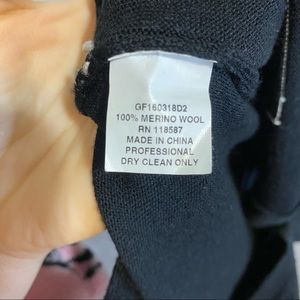 GF160318D2
100% MERINO WOOL
RN 118587
MADE IN CHINA
PROFESSIONAL
DRY CLEAN ONLY